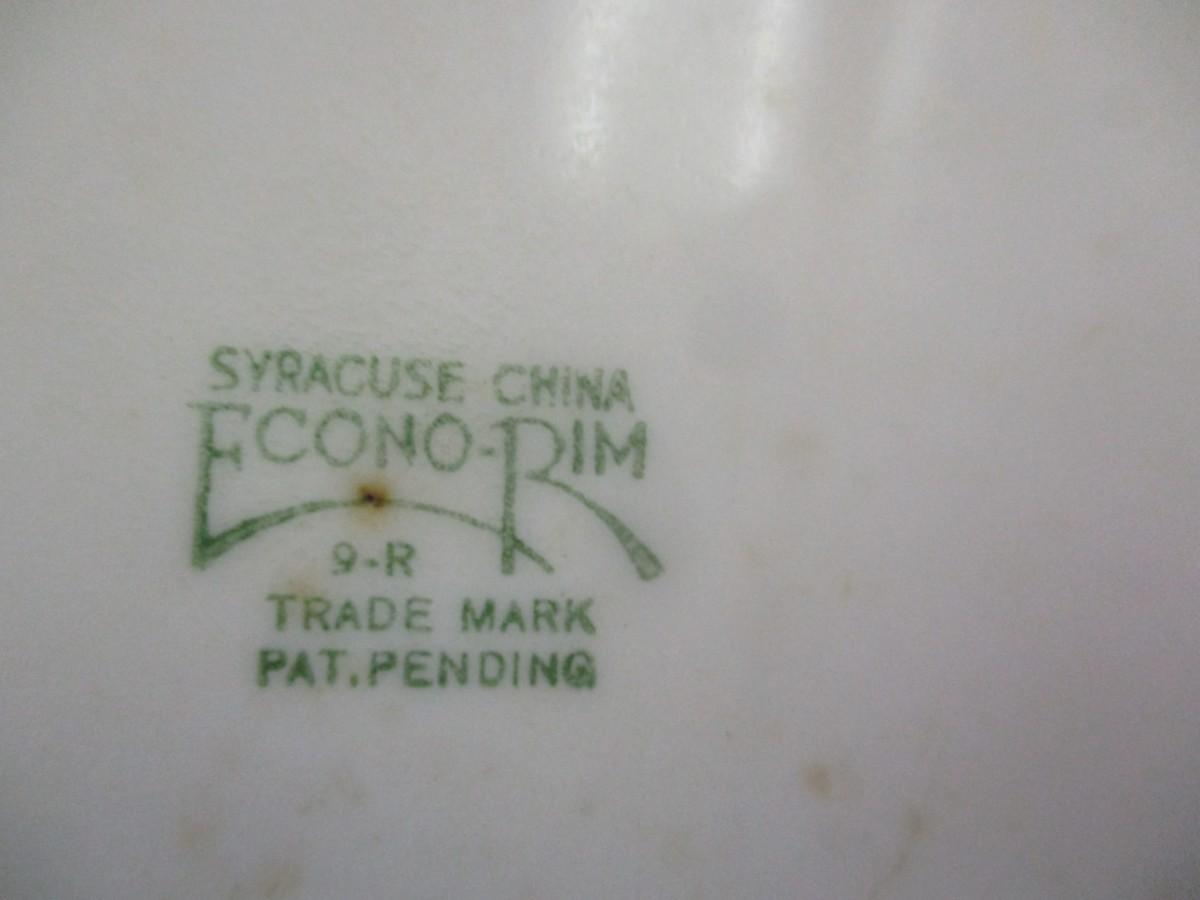 SYRACUSE CHINA
ECONO-RIM
9-R
TRADE MARK
PAT. PENDING